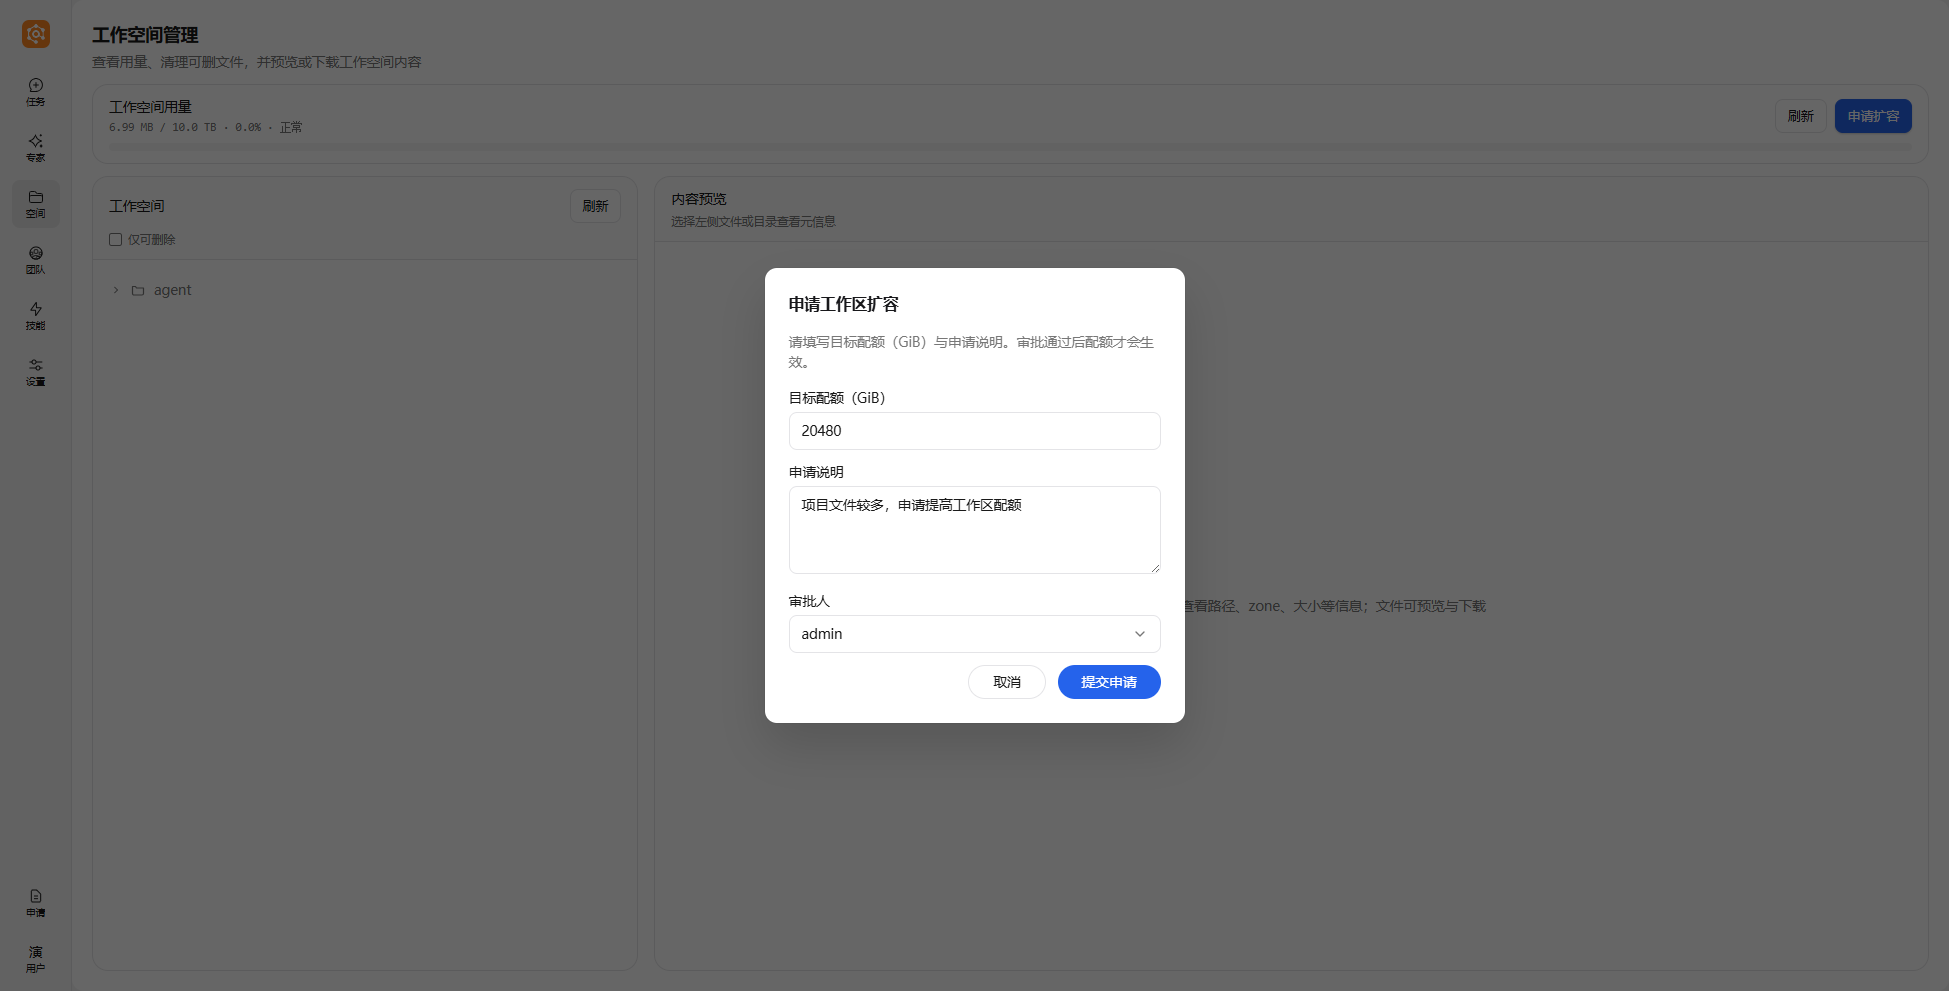 工作空间管理
查看用量、清理可删文件，并预览或下载工作空间内容
任务
专家
空间
团队
技能
设置
申请
演
用户
工作空间用量
6.99 MB / 10.0 TB · 0.0% · 正常
刷新
申请扩容
工作空间
刷新
仅可删除
agent
内容预览
选择左侧文件或目录查看元信息
查看路径、zone、大小等信息；文件可预览与下载
申请工作区扩容
请填写目标配额（GiB）与申请说明。审批通过后配额才会生
效。
目标配额（GiB）
20480
申请说明
项目文件较多，申请提高工作区配额
审批人
admin
取消
提交申请